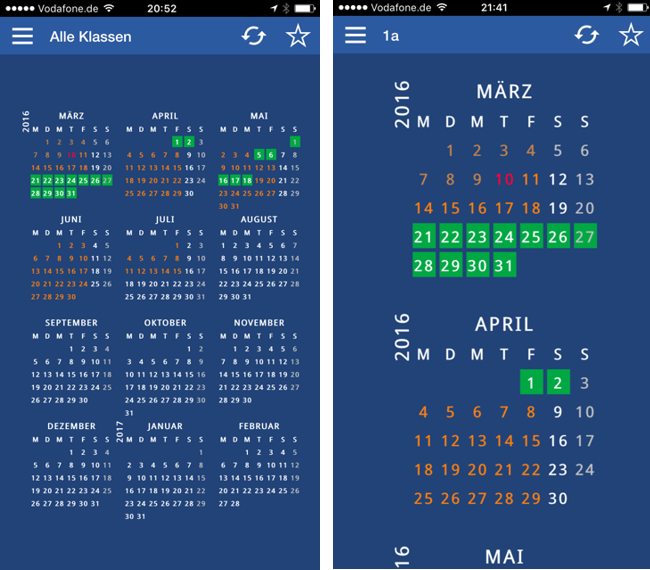 Vodafone.de 20:52
Alle Klassen
2016
MÄRZ APRIL MAI
M D M T F S S M D M T F S S M D M T F S S
1 2 3 4 5 6 1 2 3 1
7 8 9 10 11 12 13 4 5 6 7 8 9 10 2 3 4 5 6 7 8
14 15 16 17 18 19 20 11 12 13 14 15 16 17 9 10 11 12 13 14 15
21 22 23 24 25 26 27 18 19 20 21 22 23 24 16 17 18 19 20 21 22
28 29 30 31 25 26 27 28 29 30 23 24 25 26 27 28 29
30 31
JUNI JULI AUGUST
M D M T F S S M D M T F S S M D M T F S S
1 2 3 4 5 1 2 3 1 2 3 4 5 6 7
6 7 8 9 10 11 12 4 5 6 7 8 9 10 8 9 10 11 12 13 14
13 14 15 16 17 18 19 11 12 13 14 15 16 17 15 16 17 18 19 20 21
20 21 22 23 24 25 26 18 19 20 21 22 23 24 22 23 24 25 26 27 28
27 28 29 30 25 26 27 28 29 30 31 29 30 31
SEPTEMBER OKTOBER NOVEMBER
M D M T F S S M D M T F S S M D M T F S S
1 2 3 4 1 2 1 2 3 4 5 6
5 6 7 8 9 10 11 3 4 5 6 7 8 9 7 8 9 10 11 12 13
12 13 14 15 16 17 18 10 11 12 13 14 15 16 14 15 16 17 18 19 20
19 20 21 22 23 24 25 17 18 19 20 21 22 23 21 22 23 24 25 26 27
26 27 28 29 30 24 25 26 27 28 29 30 28 29 30
31
DEZEMBER 2017 JANUAR FEBRUAR
M D M T F S S M D M T F S S M D M T F S S
1 2 3 4 1 1 2 3 4 5
5 6 7 8 9 10 11 2 3 4 5 6 7 8 6 7 8 9 10 11 12
12 13 14 15 16 17 18 9 10 11 12 13 14 15 13 14 15 16 17 18 19
19 20 21 22 23 24 25 16 17 18 19 20 21 22 20 21 22 23 24 25 26
26 27 28 29 30 31 23 24 25 26 27 28 29 27 28
30 31
Vodafone.de 21:41
1a
2016
MÄRZ
M D M T F S S
1 2 3 4 5 6
7 8 9 10 11 12 13
14 15 16 17 18 19 20
21 22 23 24 25 26 27
28 29 30 31
2016
APRIL
M D M T F S S
1 2 3
4 5 6 7 8 9 10
11 12 13 14 15 16 17
18 19 20 21 22 23 24
25 26 27 28 29 30
MAI